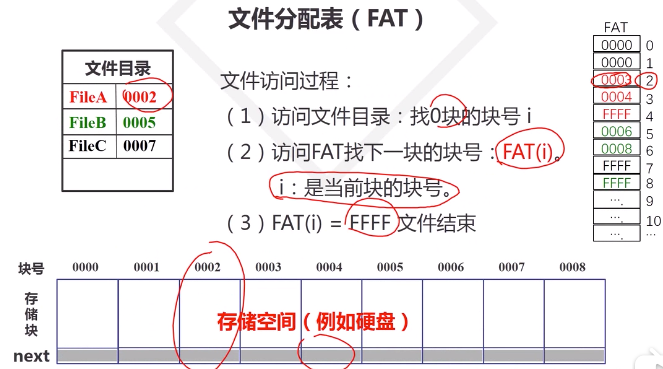 文件分配表（FAT）
文件目录
FileA 0002
FileB 0005
FileC 0007
文件访问过程：
（1）访问文件目录：找0块的块号 i
（2）访问FAT找下一块的块号：FAT(i)。
i：是当前块的块号。
（3）FAT(i) = FFFF 文件结束
FAT
0000 0
0000 1
0003 2
0004 3
FFFF 4
0006 5
0008 6
FFFF 7
FFFF 8
…. 9
…. 10
…. …
块号 0000 0001 0002 0003 0004 0005 0006 0007 0008
存储块
存储空间（例如硬盘）
next